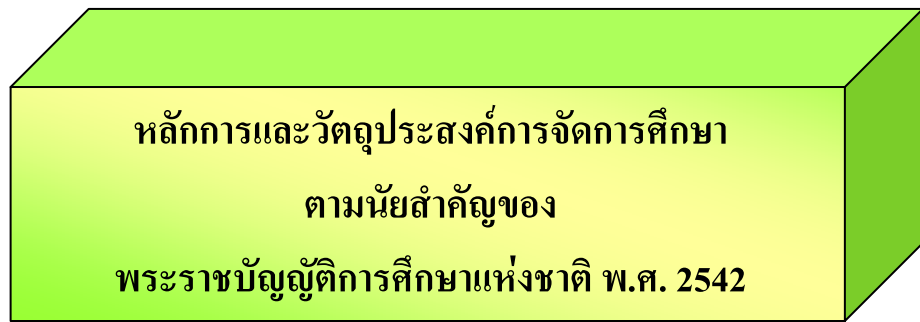 หลักการและวัตถุประสงค์การจัดการศึกษา
ตามนัยสำคัญของ
พระราชบัญญัติการศึกษาแห่งชาติ พ.ศ. 2542